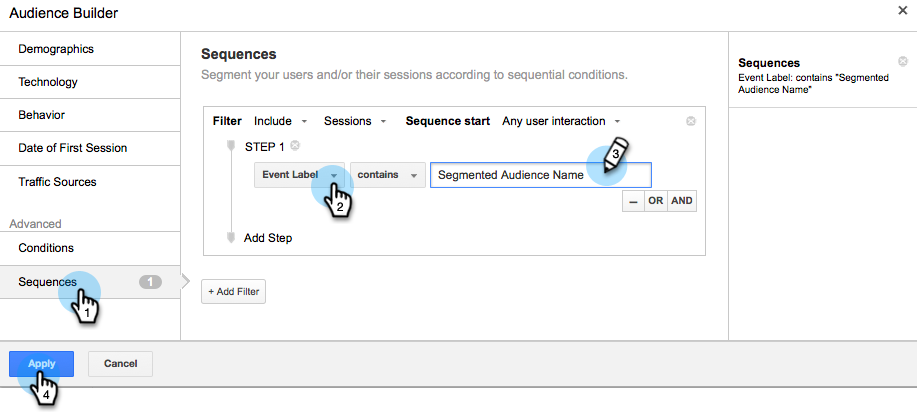 Audience Builder
Demographics
Technology
Behavior
Date of First Session
Traffic Sources
Advanced
Conditions
Sequences 1
1
Sequences
Segment your users and/or their sessions according to sequential conditions.
Filter Include Sessions Sequence start Any user interaction
STEP 1
Event Label contains Segmented Audience Name
2
3
– OR AND
Add Step
+ Add Filter
Sequences
Event Label: contains "Segmented
Audience Name"
Apply Cancel
4